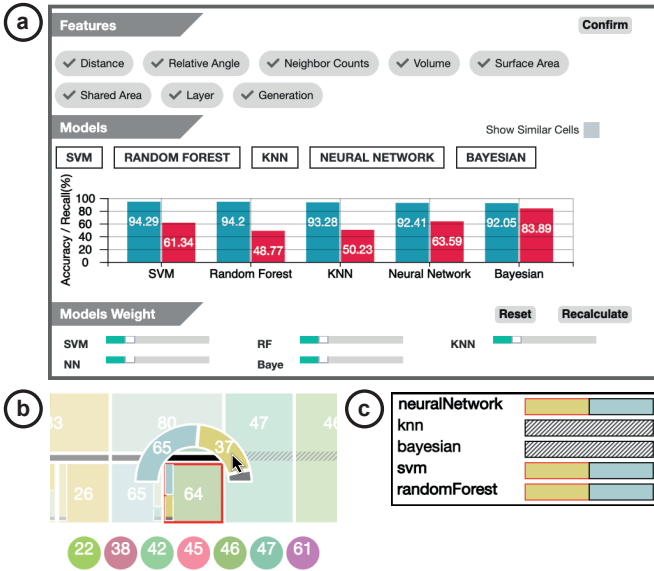 a
Features
Confirm
Distance
Relative Angle
Neighbor Counts
Volume
Surface Area
Shared Area
Layer
Generation
Models
Show Similar Cells
SVM
RANDOM FOREST
KNN
NEURAL NETWORK
BAYESIAN
Accuracy / Recall(%)
100
80
60
40
20
0
94.29
61.34
94.2
48.77
93.28
50.23
92.41
63.59
92.05
83.89
SVM
Random Forest
KNN
Neural Network
Bayesian
Models Weight
Reset
Recalculate
SVM
RF
KNN
NN
Baye
b
80
47
65
37
26
65
64
22
38
42
45
46
47
61
c
neuralNetwork
knn
bayesian
svm
randomForest